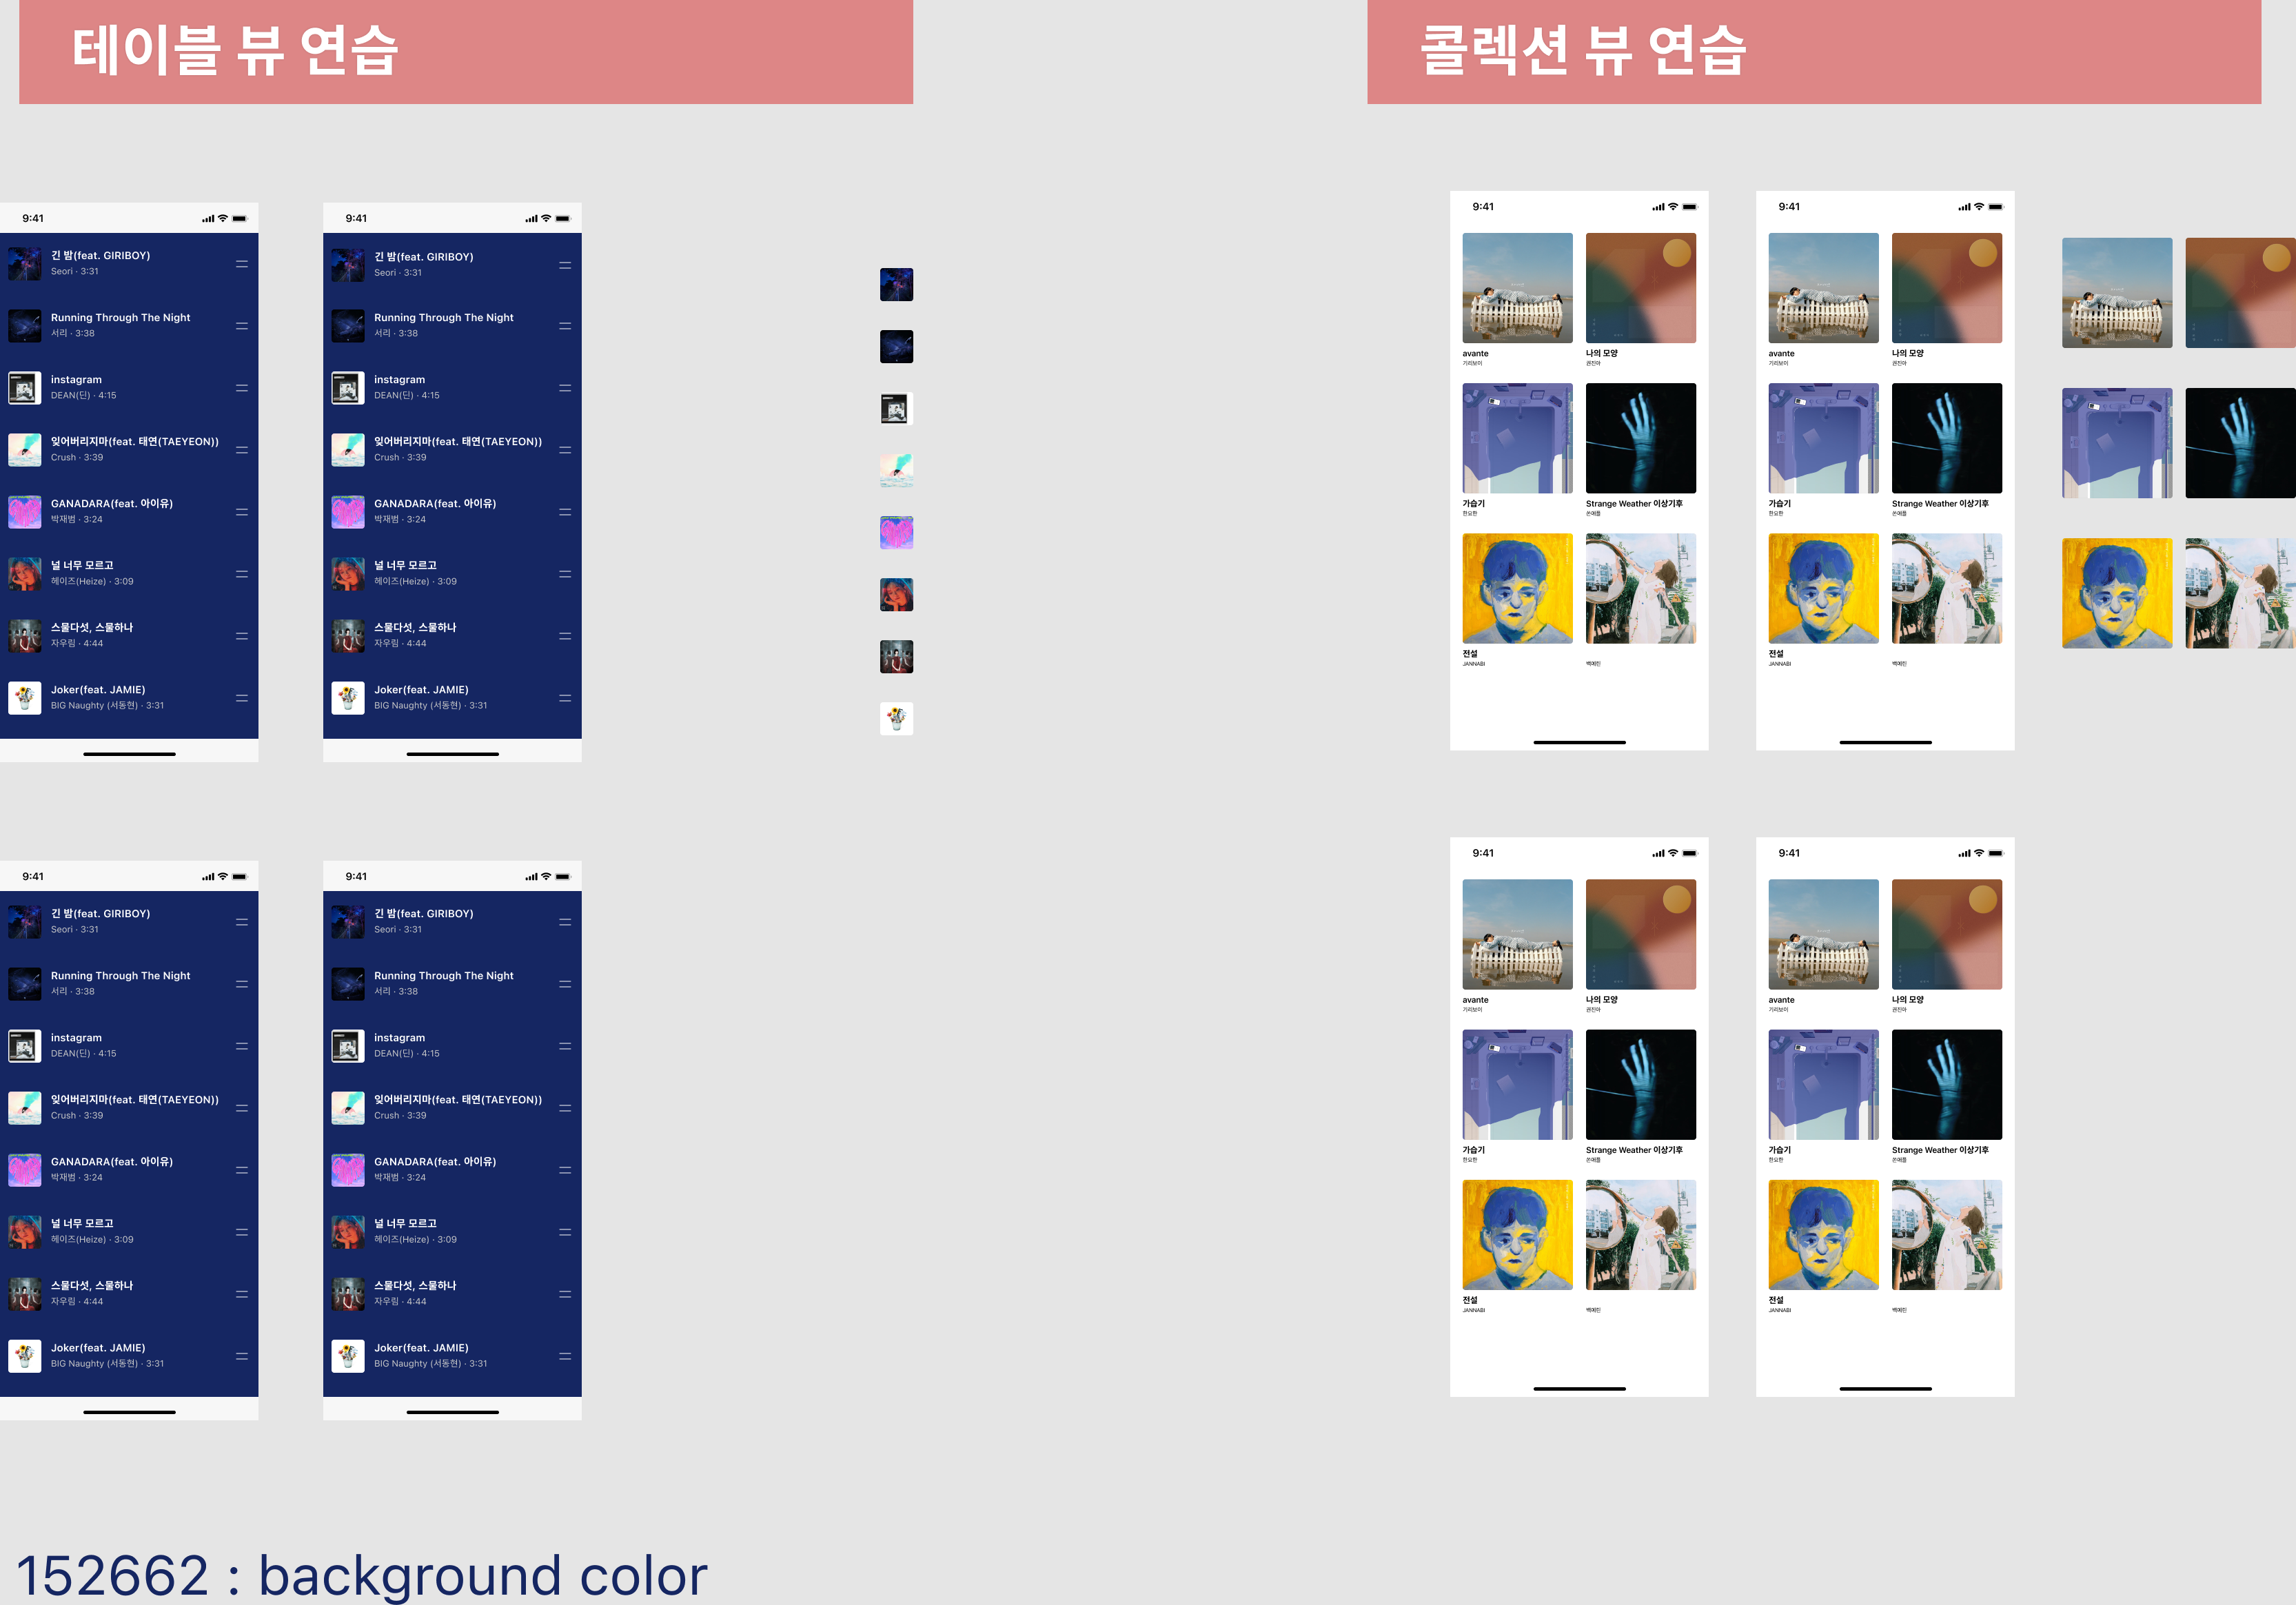 테이블 뷰 연습
9:41
긴 밤(feat. GIRIBOY)
Seori · 3:31
Running Through The Night
서리 · 3:38
instagram
DEAN(딘) · 4:15
잊어버리지마(feat. 태연(TAEYEON))
Crush · 3:39
GANADARA(feat. 아이유)
박재범 · 3:24
널 너무 모르고
헤이즈(Heize) · 3:09
스물다섯, 스물하나
자우림 · 4:44
Joker(feat. JAMIE)
BIG Naughty (서동현) · 3:31
9:41
긴 밤(feat. GIRIBOY)
Seori · 3:31
Running Through The Night
서리 · 3:38
instagram
DEAN(딘) · 4:15
잊어버리지마(feat. 태연(TAEYEON))
Crush · 3:39
GANADARA(feat. 아이유)
박재범 · 3:24
널 너무 모르고
헤이즈(Heize) · 3:09
스물다섯, 스물하나
자우림 · 4:44
Joker(feat. JAMIE)
BIG Naughty (서동현) · 3:31
9:41
긴 밤(feat. GIRIBOY)
Seori · 3:31
Running Through The Night
서리 · 3:38
instagram
DEAN(딘) · 4:15
잊어버리지마(feat. 태연(TAEYEON))
Crush · 3:39
GANADARA(feat. 아이유)
박재범 · 3:24
널 너무 모르고
헤이즈(Heize) · 3:09
스물다섯, 스물하나
자우림 · 4:44
Joker(feat. JAMIE)
BIG Naughty (서동현) · 3:31
9:41
긴 밤(feat. GIRIBOY)
Seori · 3:31
Running Through The Night
서리 · 3:38
instagram
DEAN(딘) · 4:15
잊어버리지마(feat. 태연(TAEYEON))
Crush · 3:39
GANADARA(feat. 아이유)
박재범 · 3:24
널 너무 모르고
헤이즈(Heize) · 3:09
스물다섯, 스물하나
자우림 · 4:44
Joker(feat. JAMIE)
BIG Naughty (서동현) · 3:31
152662 : background color
콜렉션 뷰 연습
9:41
avante
기리보이
나의 모양
권진아
가습기
한요한
Strange Weather 이상기후
쏜애플
전설
JANNABI
백예린
9:41
avante
기리보이
나의 모양
권진아
가습기
한요한
Strange Weather 이상기후
쏜애플
전설
JANNABI
백예린
9:41
avante
기리보이
나의 모양
권진아
가습기
한요한
Strange Weather 이상기후
쏜애플
전설
JANNABI
백예린
9:41
avante
기리보이
나의 모양
권진아
가습기
한요한
Strange Weather 이상기후
쏜애플
전설
JANNABI
백예린